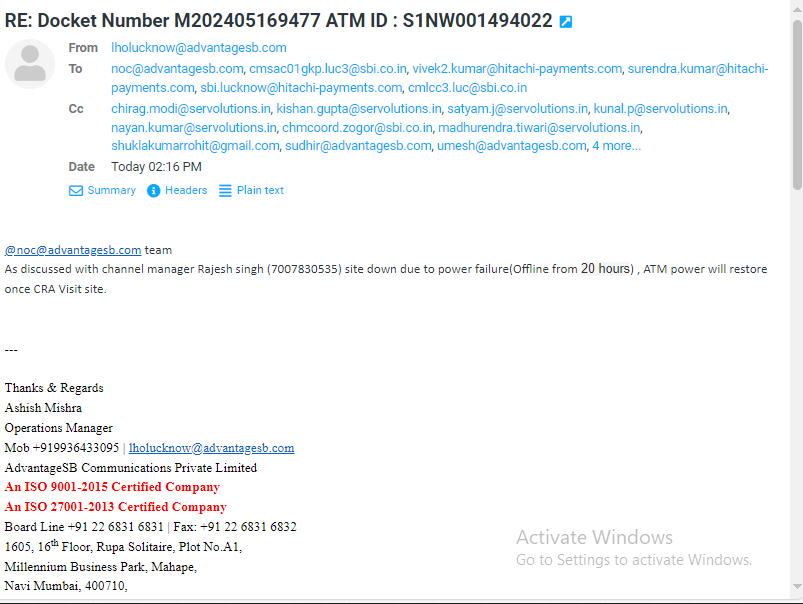 RE: Docket Number M202405169477 ATM ID : S1NW001494022
From lholucknow@advantagesb.com
To noc@advantagesb.com, cmsac01gkp.luc3@sbi.co.in, vivek2.kumar@hitachi-payments.com, surendra.kumar@hitachi-
payments.com, sbi.lucknow@hitachi-payments.com, cmlcc3.luc@sbi.co.in
Cc chirag.modi@servolutions.in, kishan.gupta@servolutions.in, satyam.j@servolutions.in, kunal.p@servolutions.in,
nayan.kumar@servolutions.in, chmcoord.zogor@sbi.co.in, madhurendra.tiwari@servolutions.in,
shuklakumarrohit@gmail.com, sudhir@advantagesb.com, umesh@advantagesb.com, 4 more...
Date Today 02:16 PM
Summary Headers Plain text
@noc@advantagesb.com team
As discussed with channel manager Rajesh singh (7007830535) site down due to power failure(Offline from 20 hours) , ATM power will restore
once CRA Visit site.
---
Thanks & Regards
Ashish Mishra
Operations Manager
Mob +919936433095 | lholucknow@advantagesb.com
AdvantageSB Communications Private Limited
An ISO 9001-2015 Certified Company
An ISO 27001-2013 Certified Company
Board Line +91 22 6831 6831 | Fax: +91 22 6831 6832
1605, 16th Floor, Rupa Solitaire, Plot No.A1,
Millennium Business Park, Mahape,
Navi Mumbai, 400710,
Activate Windows
Go to Settings to activate Windows.